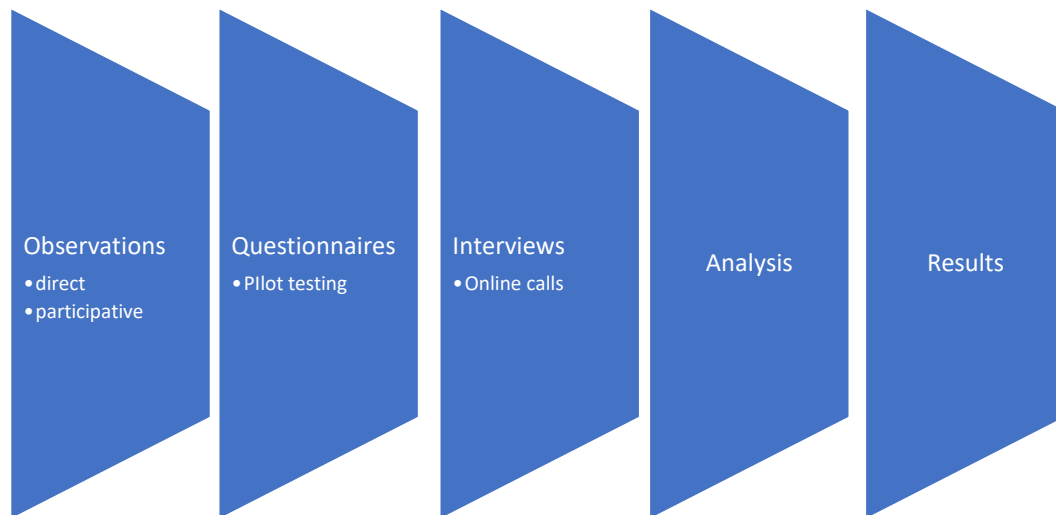 Observations
•direct
•participative
Questionnaires
•PIlot testing
Interviews
•Online calls
Analysis
Results